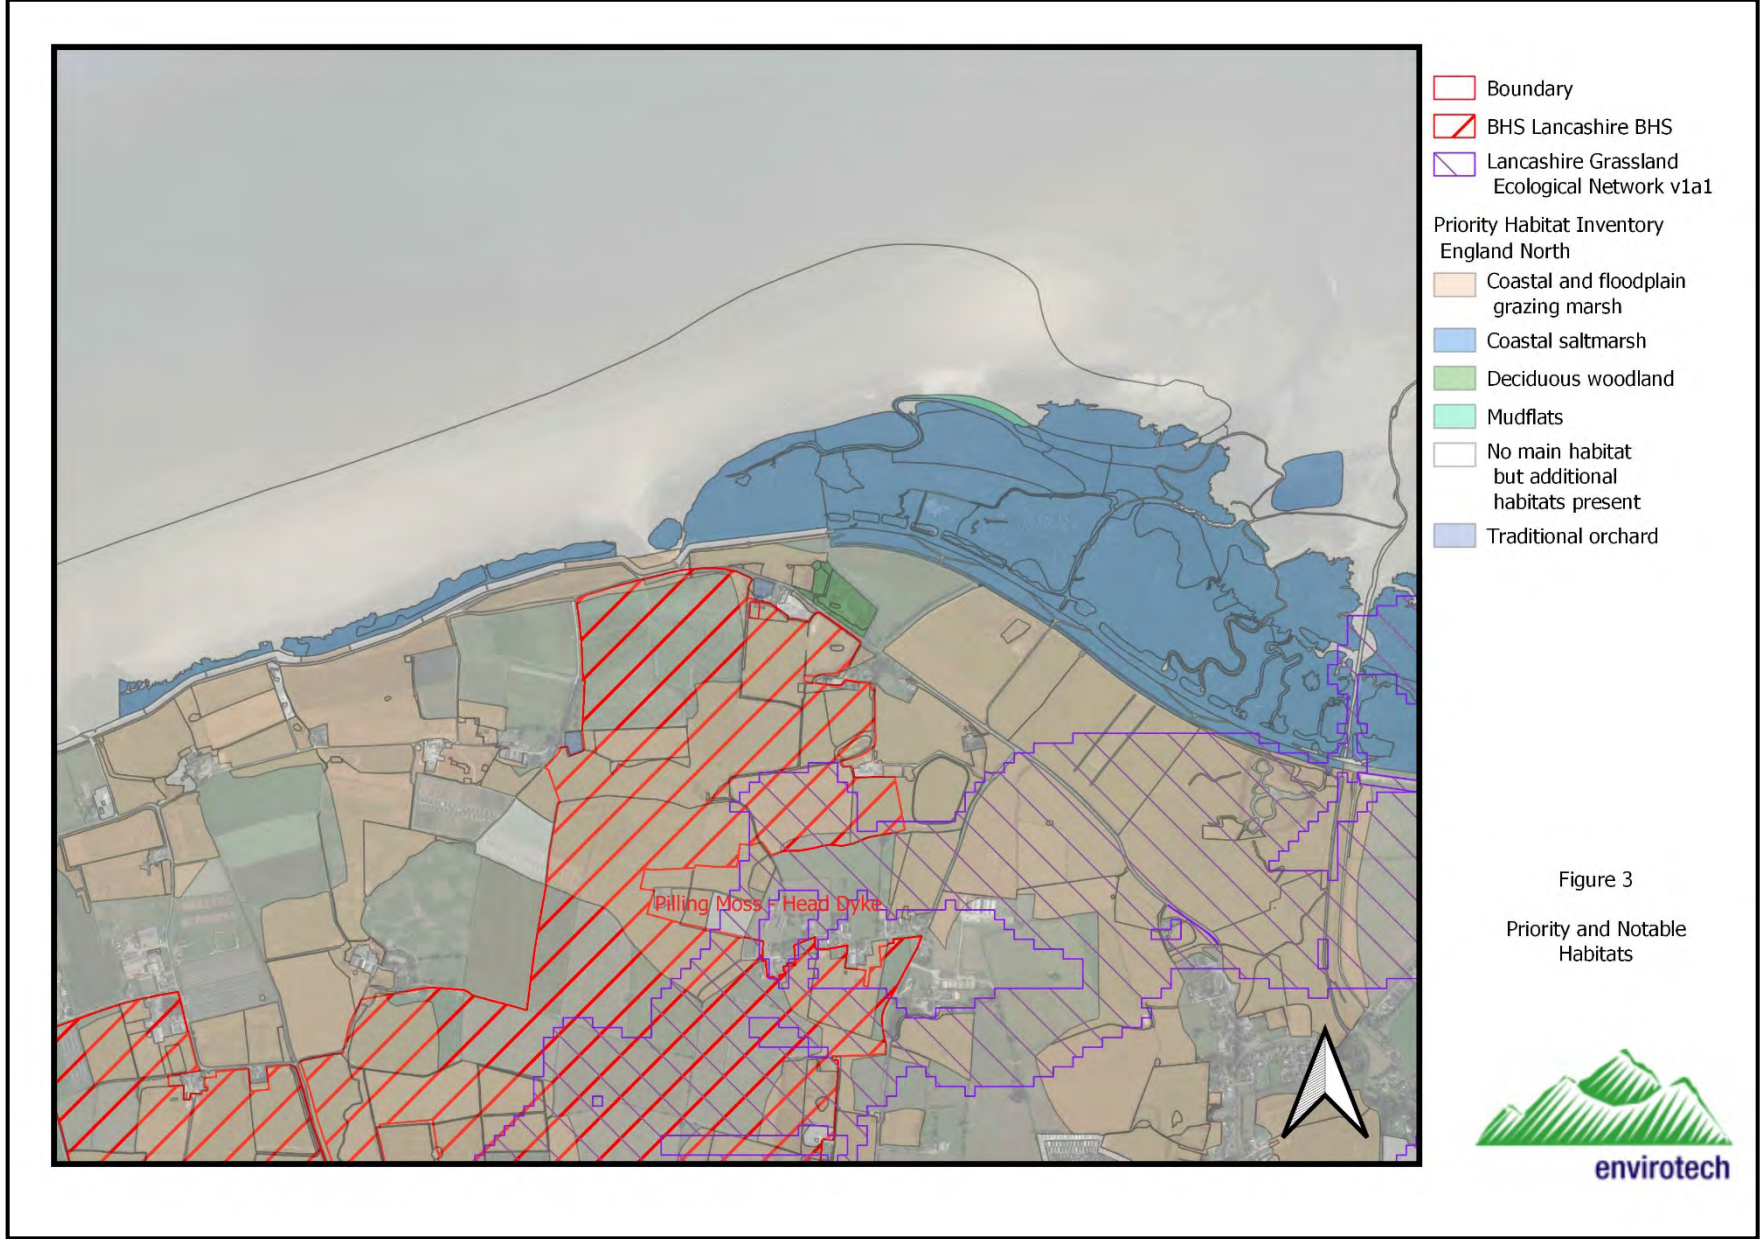 Boundary
BHS Lancashire BHS
Lancashire Grassland
Ecological Network v1a1
Priority Habitat Inventory
England North
Coastal and floodplain
grazing marsh
Coastal saltmarsh
Deciduous woodland
Mudflats
No main habitat
but additional
habitats present
Traditional orchard
Pilling Moss - Head Dyke
Figure 3
Priority and Notable
Habitats
envirotech